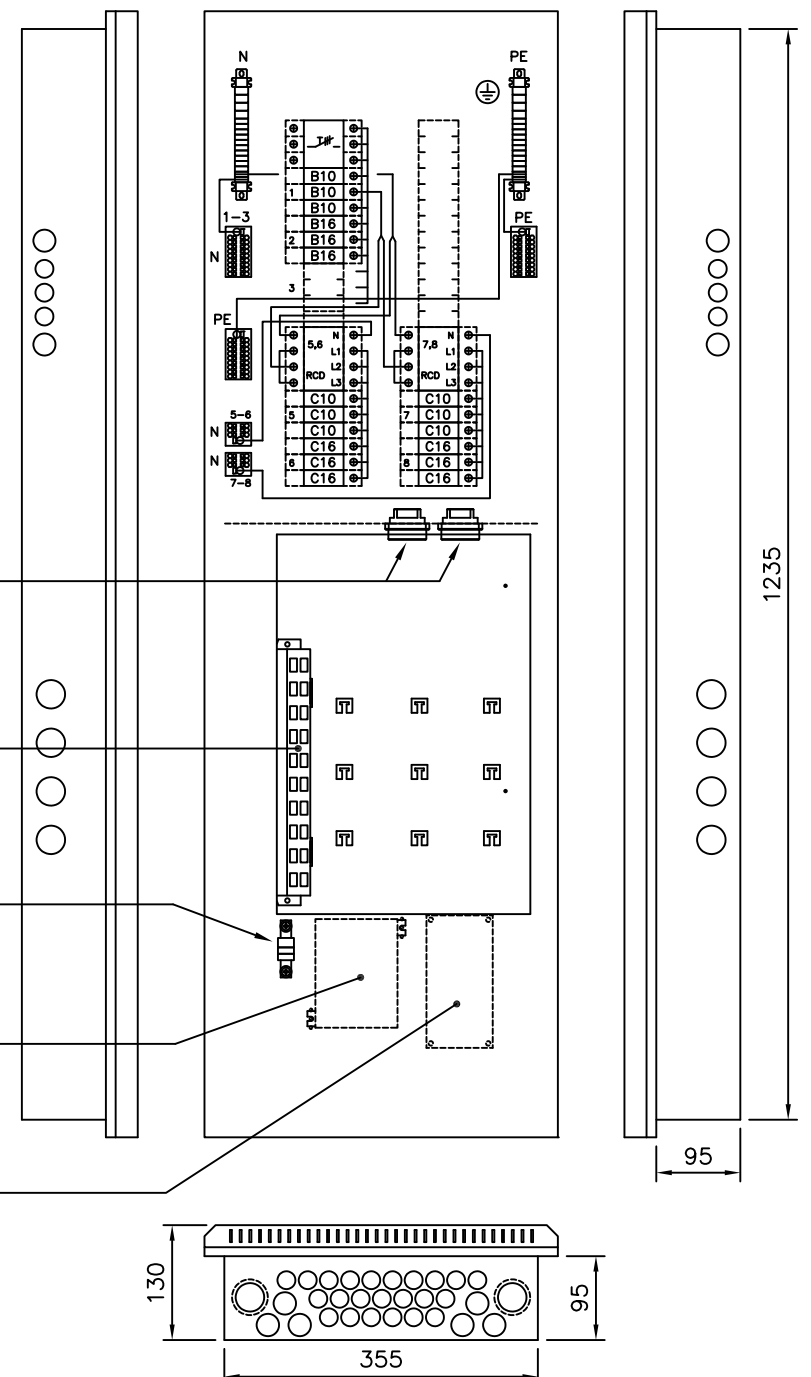 N
PE
B10
1 B10
B10
B16
2 B16
B16
3
1-3
N
PE
PE
5,6 N
L1
RCD L2
L3
7,8 N
L1
RCD L2
L3
C10
5 C10
C10
C16
6 C16
C16
C10
7 C10
C10
C16
8 C16
C16
5-6
N
N
7-8
1235
95
130
95
355